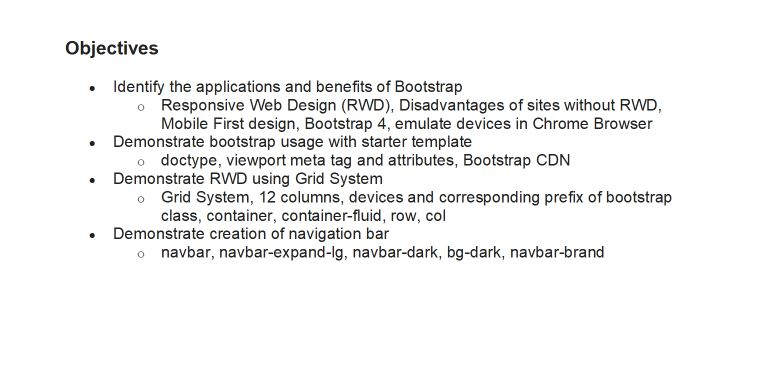 Objectives
• Identify the applications and benefits of Bootstrap
o Responsive Web Design (RWD), Disadvantages of sites without RWD,
Mobile First design, Bootstrap 4, emulate devices in Chrome Browser
• Demonstrate bootstrap usage with starter template
o doctype, viewport meta tag and attributes, Bootstrap CDN
• Demonstrate RWD using Grid System
o Grid System, 12 columns, devices and corresponding prefix of bootstrap
class, container, container-fluid, row, col
• Demonstrate creation of navigation bar
o navbar, navbar-expand-lg, navbar-dark, bg-dark, navbar-brand